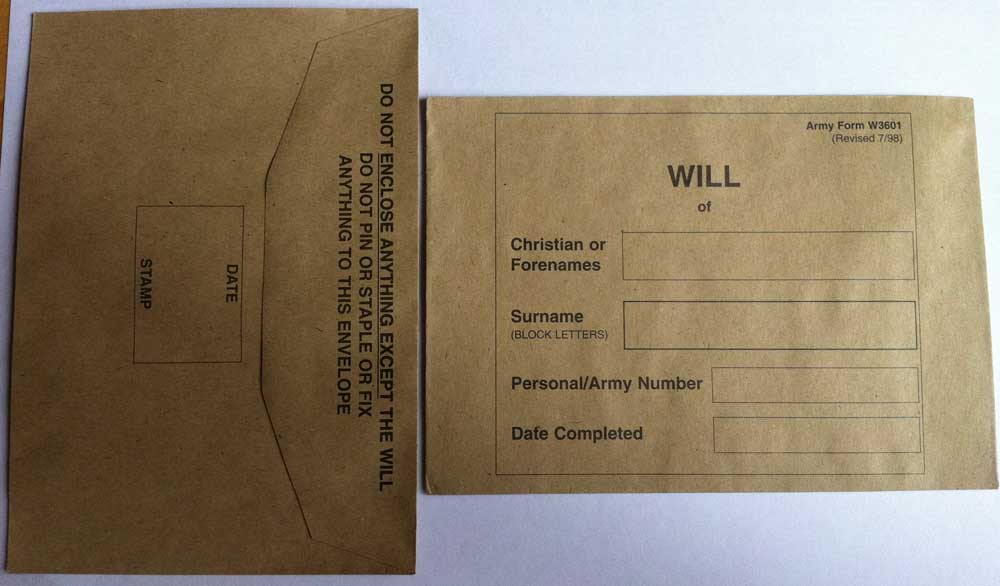 DO NOT ENCLOSE ANYTHING EXCEPT THE WILL
DO NOT PIN OR STAPLE OR FIX
ANYTHING TO THIS ENVELOPE
DATE
STAMP
Army Form W3601
(Revised 7/98)
WILL
of
Christian or
Forenames
Surname
(BLOCK LETTERS)
Personal/Army Number
Date Completed